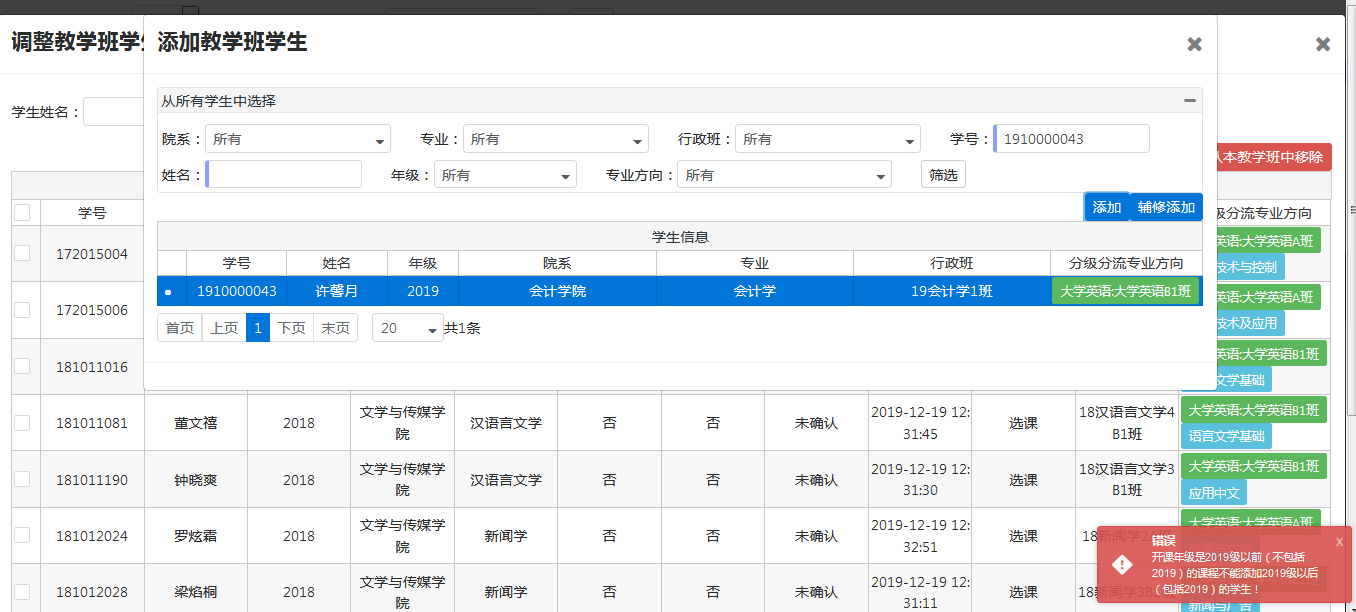 调整教学班学生
添加教学班学生
学生姓名：
从所有学生中选择
院系： 所有 专业： 所有 行政班： 所有 学号： 1910000043
姓名： 年级： 所有 专业方向： 所有 筛选
从本教学班中移除
添加 辅修添加
学生信息
学号 姓名 年级 院系 专业 行政班 分级分流专业方向
1910000043 许馨月 2019 会计学院 会计学 19会计学1班 大学英语:大学英语B1班
首页 上页 1 下页 末页 20 共1条
学号 级分流专业方向
172015004 英语:大学英语A班
技术与控制
172015006 英语:大学英语A班
技术及应用
181011016 英语:大学英语B1班
文学基础
181011081 董文禧 2018 文学与传媒学院 汉语言文学 否 否 未确认 2019-12-19 12:31:45 选课 18汉语言文学4B1班 大学英语:大学英语B1班
语言文学基础
181011190 钟晓爽 2018 文学与传媒学院 汉语言文学 否 否 未确认 2019-12-19 12:31:30 选课 18汉语言文学3B1班 大学英语:大学英语B1班
应用中文
181012024 罗炫霜 2018 文学与传媒学院 新闻学 否 否 未确认 2019-12-19 12:32:51 选课 18新闻学2 大学英语:大学英语A班
181012028 梁焰桐 2018 文学与传媒学院 新闻学 否 否 未确认 2019-12-19 12:31:11 选课 18新闻学3
新闻与广告
错误 x
开课年级是2019级以前（不包括
2019）的课程不能添加2019级以后
（包括2019）的学生！